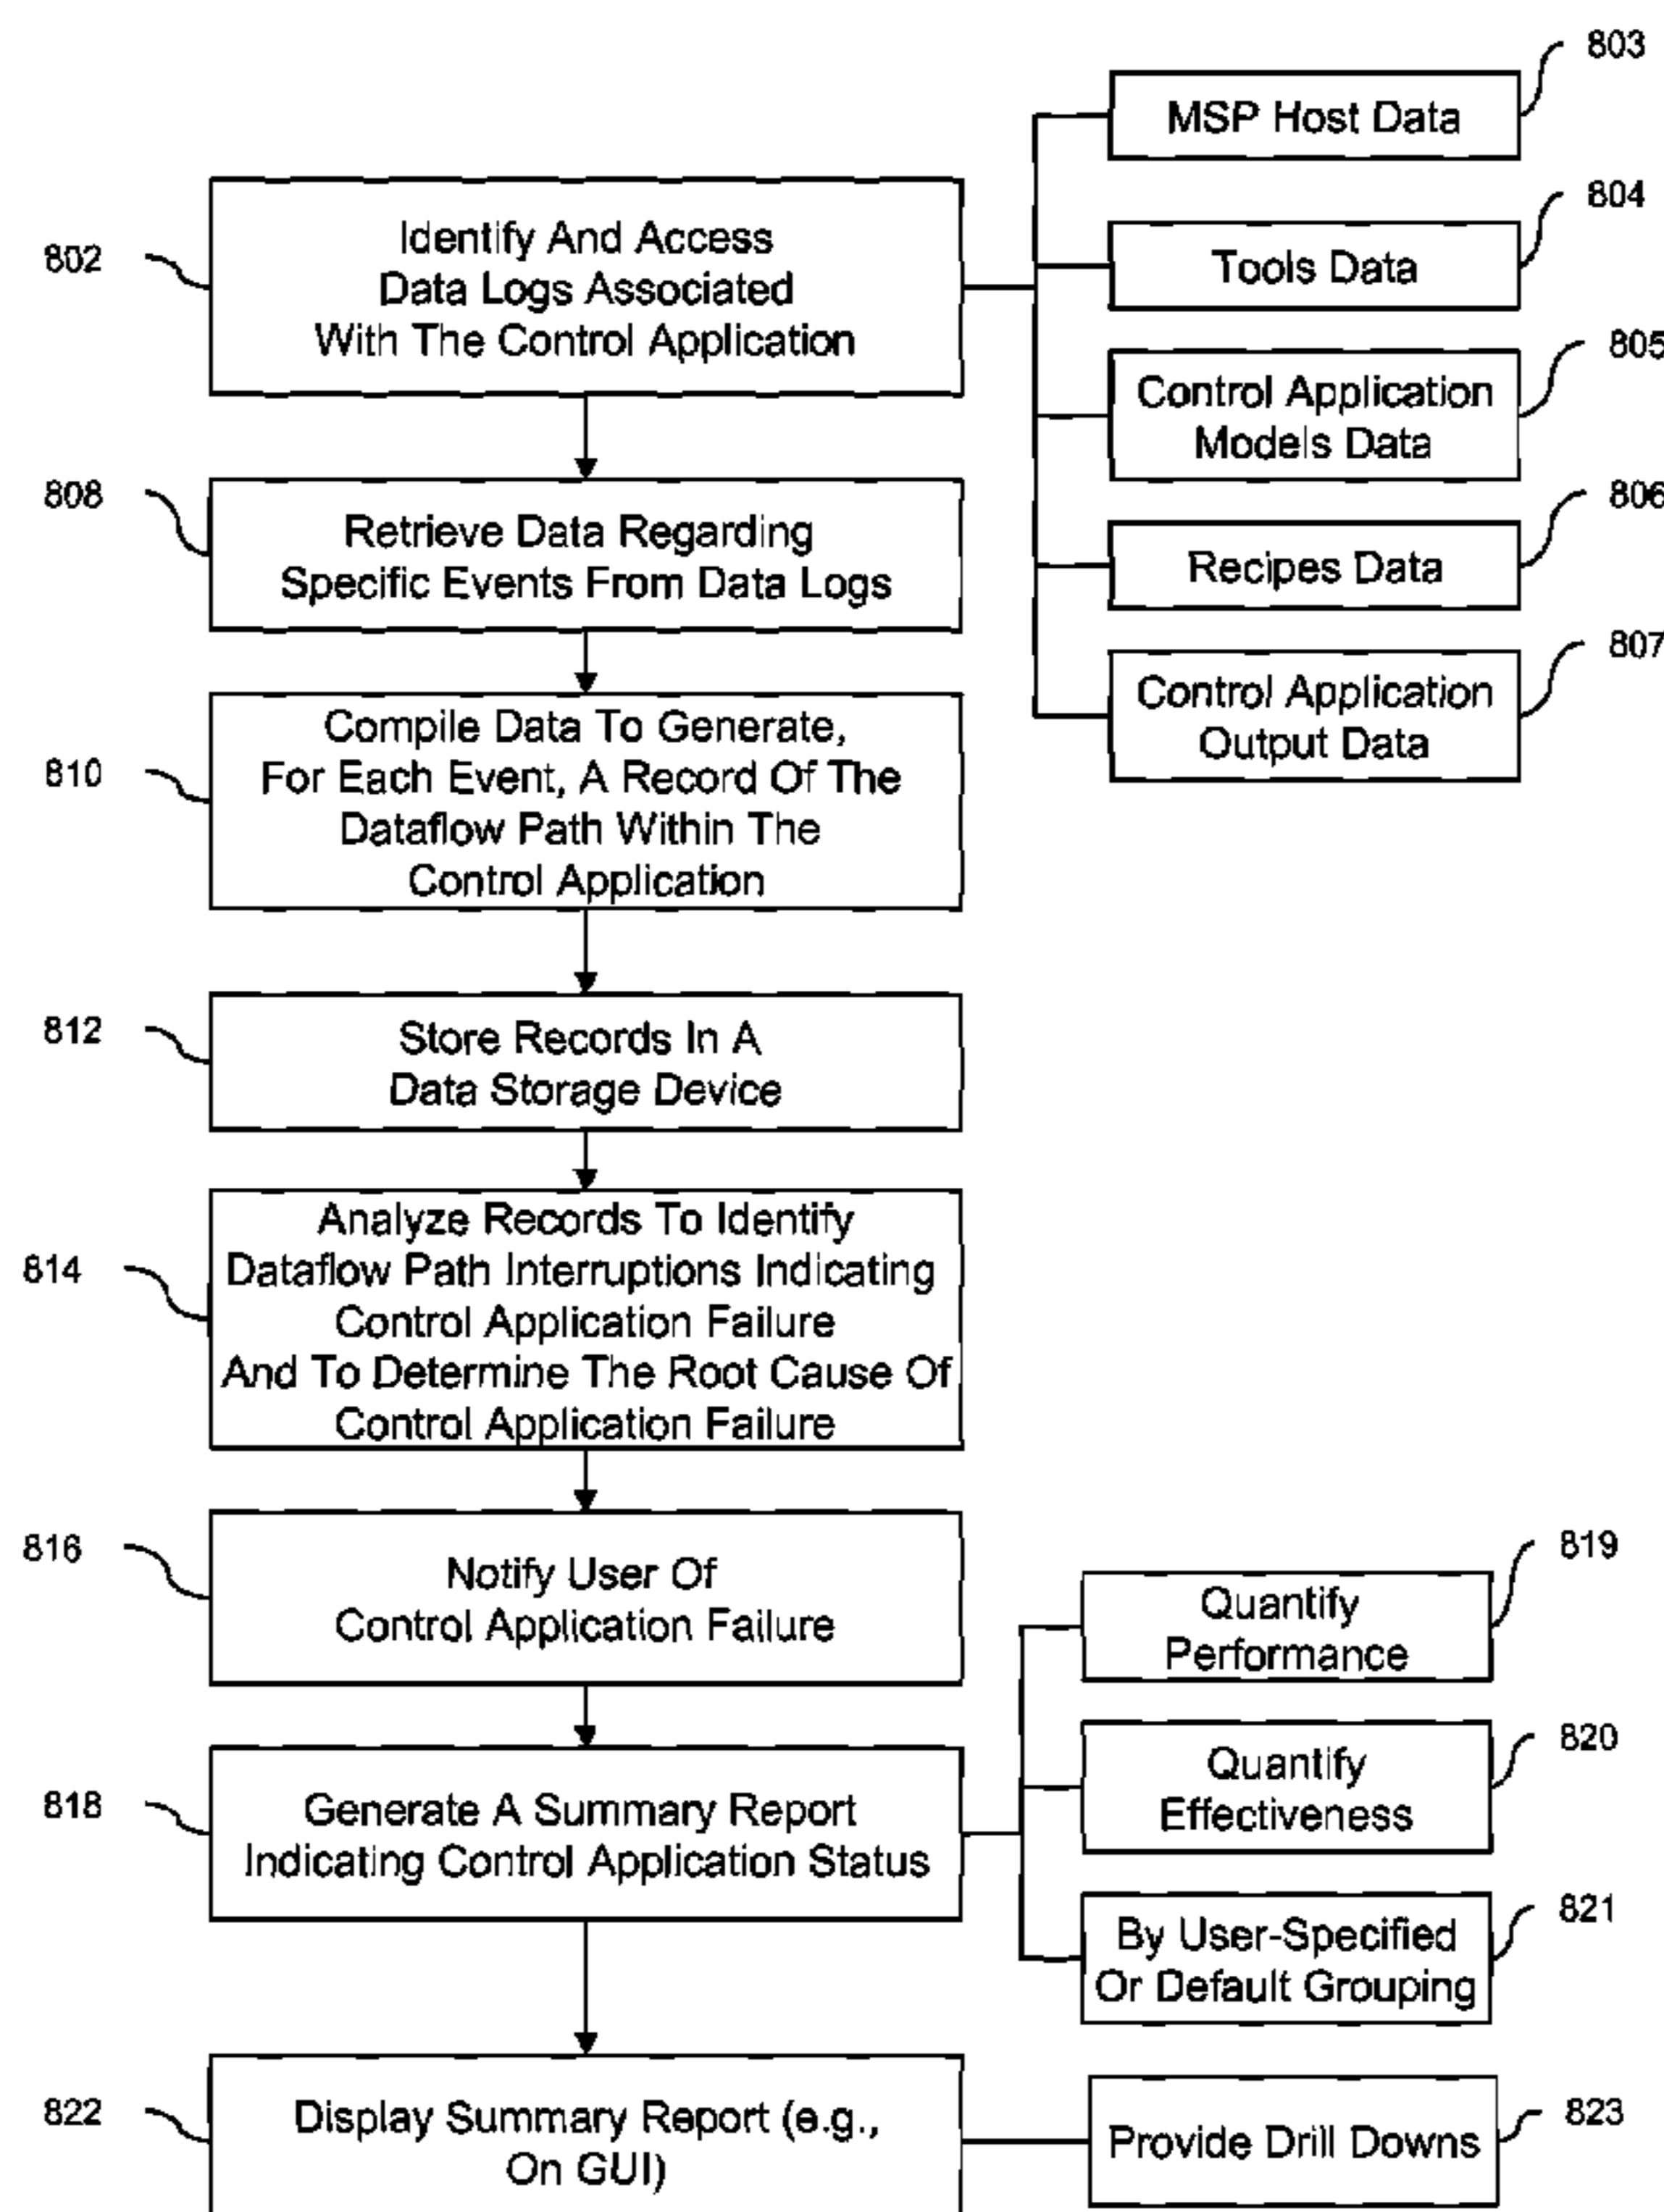 803
MSP Host Data
804
802
Identify And Access
Data Logs Associated
With The Control Application
Tools Data
805
Control Application
Models Data
808
806
Retrieve Data Regarding
Specific Events From Data Logs
Recipes Data
807
Control Application
Output Data
810
Compile Data To Generate,
For Each Event, A Record Of The
Dataflow Path Within The
Control Application
812
Store Records In A
Data Storage Device
814
Analyze Records To Identify
Dataflow Path Interruptions Indicating
Control Application Failure
And To Determine The Root Cause Of
Control Application Failure
816
Notify User Of
Control Application Failure
819
Quantify
Performance
820
Quantify
Effectiveness
818
Generate A Summary Report
Indicating Control Application Status
821
By User-Specified
Or Default Grouping
822
Display Summary Report (e.g.,
On GUI)
823
Provide Drill Downs